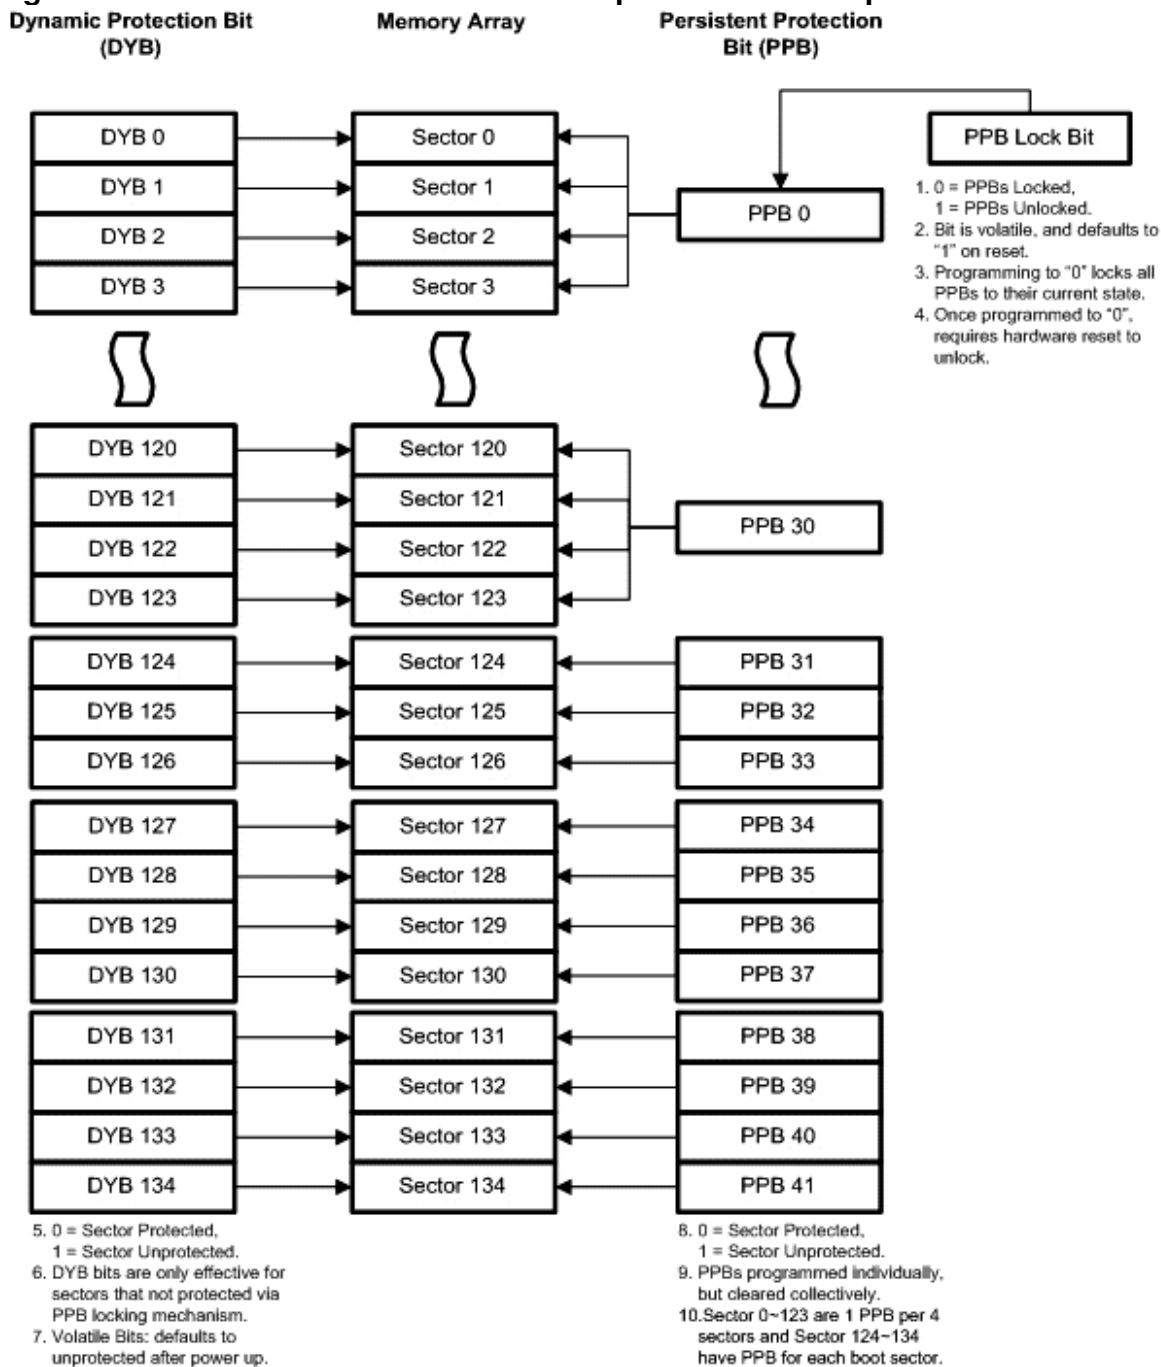 Dynamic Protection Bit
(DYB)
Memory Array
Persistent Protection
Bit (PPB)
DYB 0
Sector 0
DYB 1
Sector 1
DYB 2
Sector 2
DYB 3
Sector 3
PPB 0
PPB Lock Bit
1. 0 = PPBs Locked,
1 = PPBs Unlocked.
2. Bit is volatile, and defaults to
“1” on reset.
3. Programming to “0” locks all
PPBs to their current state.
4. Once programmed to “0”,
requires hardware reset to
unlock.
DYB 120
Sector 120
DYB 121
Sector 121
DYB 122
Sector 122
DYB 123
Sector 123
PPB 30
DYB 124
Sector 124
PPB 31
DYB 125
Sector 125
PPB 32
DYB 126
Sector 126
PPB 33
DYB 127
Sector 127
PPB 34
DYB 128
Sector 128
PPB 35
DYB 129
Sector 129
PPB 36
DYB 130
Sector 130
PPB 37
DYB 131
Sector 131
PPB 38
DYB 132
Sector 132
PPB 39
DYB 133
Sector 133
PPB 40
DYB 134
Sector 134
PPB 41
5. 0 = Sector Protected,
1 = Sector Unprotected.
6. DYB bits are only effective for
sectors that not protected via
PPB locking mechanism.
7. Volatile Bits: defaults to
unprotected after power up.
8. 0 = Sector Protected,
1 = Sector Unprotected.
9. PPBs programmed individually,
but cleared collectively.
10.Sector 0~123 are 1 PPB per 4
sectors and Sector 124~134
have PPB for each boot sector.